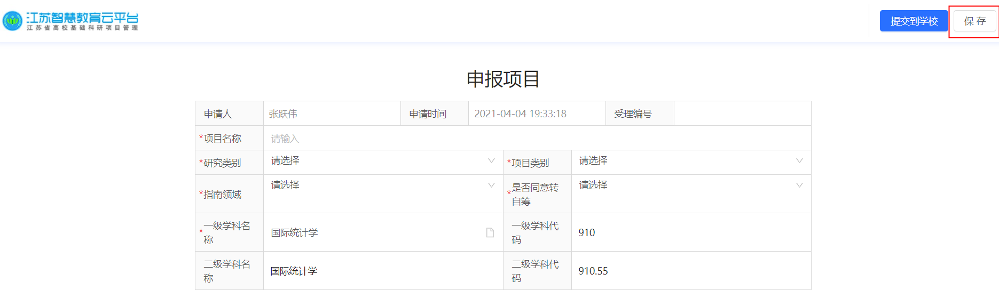 江苏智慧教育云平台
江苏省高校基础科研项目管理
提交到学校 保 存
申报项目
申请人 张跃伟 申请时间 2021-04-04 19:33:18 受理编号
*项目名称 请输入
*研究类别 请选择 *项目类别 请选择
*指南领域 请选择 *是否同意转
自筹 请选择
*一级学科名
称 国际统计学 一级学科代
码 910
二级学科名
称 国际统计学 二级学科代
码 910.55